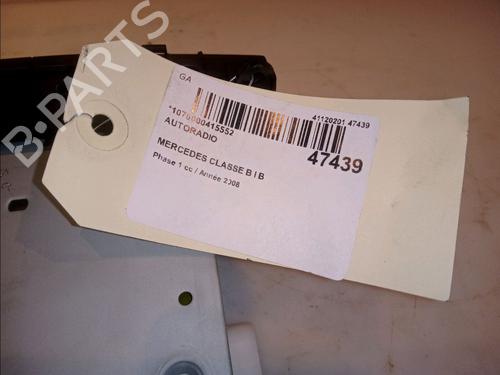 GA
*1070000415552
41120201 47439
AUTORADIO
47439
MERCEDES CLASSE B I B
Phase 1 cc / Année 2008
B-PARTS